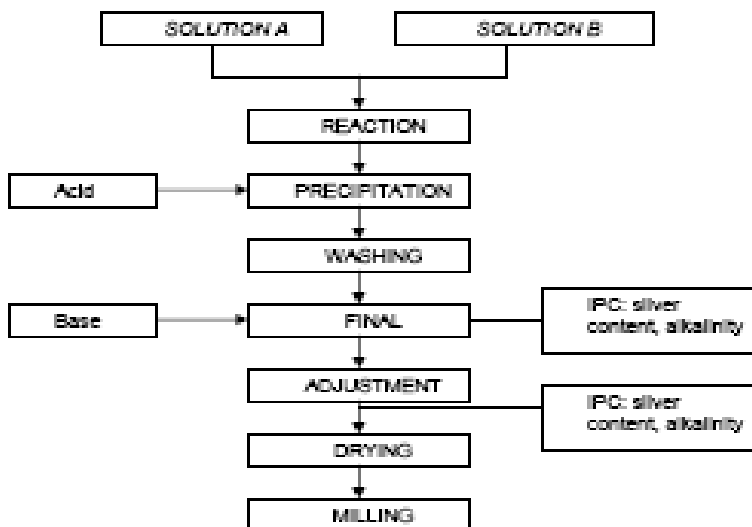 SOLUTION A
SOLUTION B
REACTION
Acid
PRECIPITATION
WASHING
Base
FINAL
IPC: silver
content, alkalinity
ADJUSTMENT
IPC: silver
content, alkalinity
DRYING
MILLING